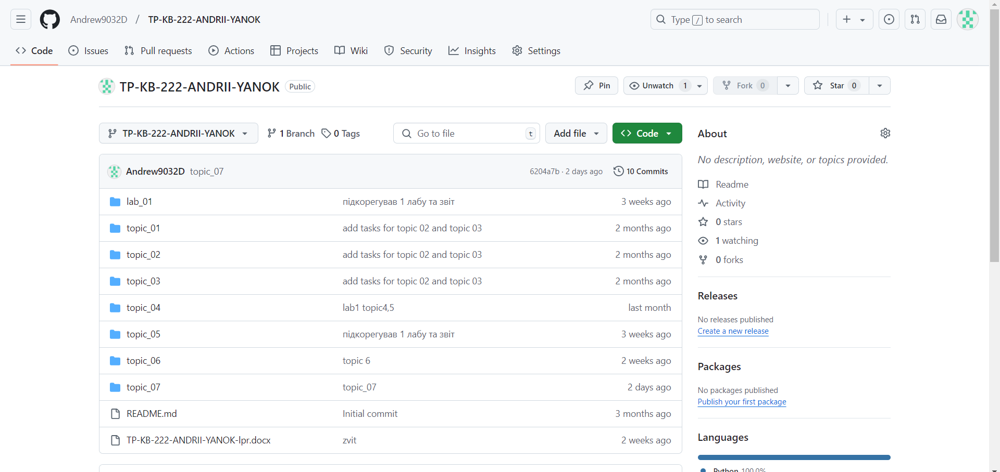 Andrew9032D / TP-KB-222-ANDRII-YANOK
Type / to search
Code Issues Pull requests Actions Projects Wiki Security Insights Settings
TP-KB-222-ANDRII-YANOK Public
Pin Unwatch 1 Fork 0 Star 0
TP-KB-222-ANDRII-YANOK 1 Branch 0 Tags
Go to file t Add file Code
Andrew9032D topic_07 6204a7b · 2 days ago 10 Commits
lab_01 підкорегував 1 лабу та звіт 3 weeks ago
topic_01 add tasks for topic 02 and topic 03 2 months ago
topic_02 add tasks for topic 02 and topic 03 2 months ago
topic_03 add tasks for topic 02 and topic 03 2 months ago
topic_04 lab1 topic4,5 last month
topic_05 підкорегував 1 лабу та звіт 3 weeks ago
topic_06 topic 6 2 weeks ago
topic_07 topic_07 2 days ago
README.md Initial commit 3 months ago
TP-KB-222-ANDRII-YANOK-lpr.docx zvit 2 weeks ago
About
No description, website, or topics provided.
Readme
Activity
0 stars
1 watching
0 forks
Releases
No releases published
Create a new release
Packages
No packages published
Publish your first package
Languages
Python 100.0%